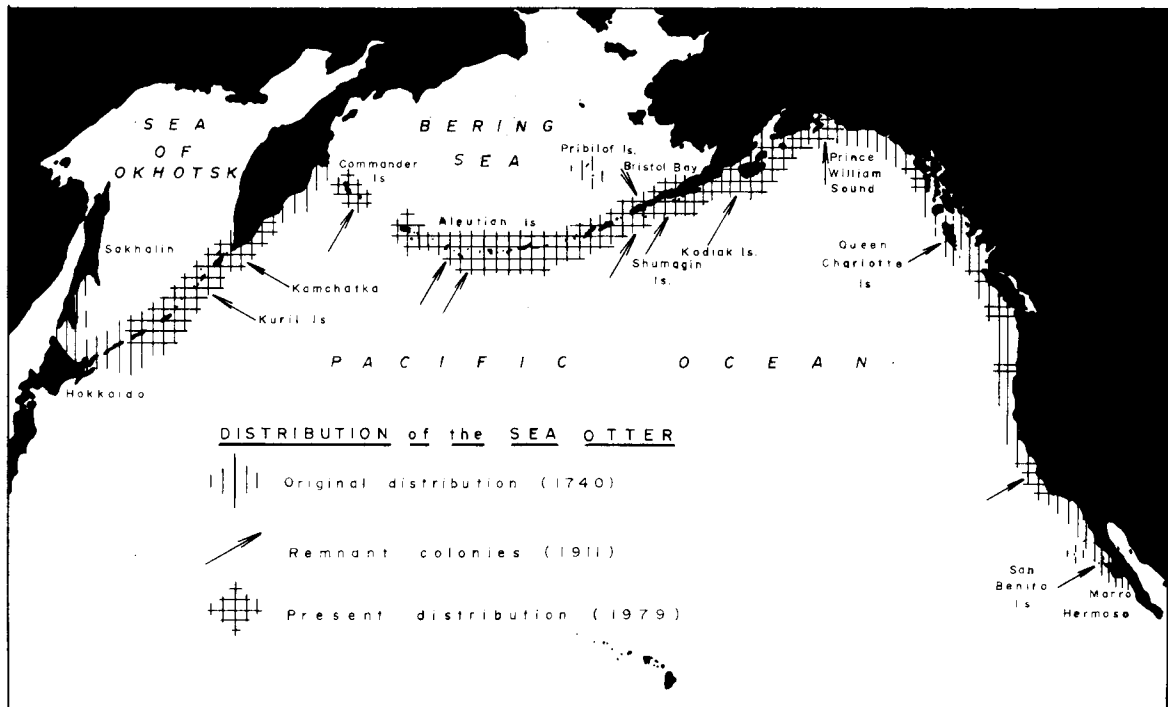 SEA
OF
OKHOTSK
BERING
SEA
Pribilof Is.
Bristol Bay
Commander
Is
Prince
William
Sound
Aleutian Is
Sakhalin
Kodiak Is.
Shumagin
Is.
Queen
Charlotte
Is
Kamchatka
Kuril Is
PACIFIC OCEAN
Hokkaido
DISTRIBUTION of the SEA OTTER
Original distribution (1740)
Remnant colonies (1911)
Present distribution (1979)
San
Benito
Is
Marro
Hermoso